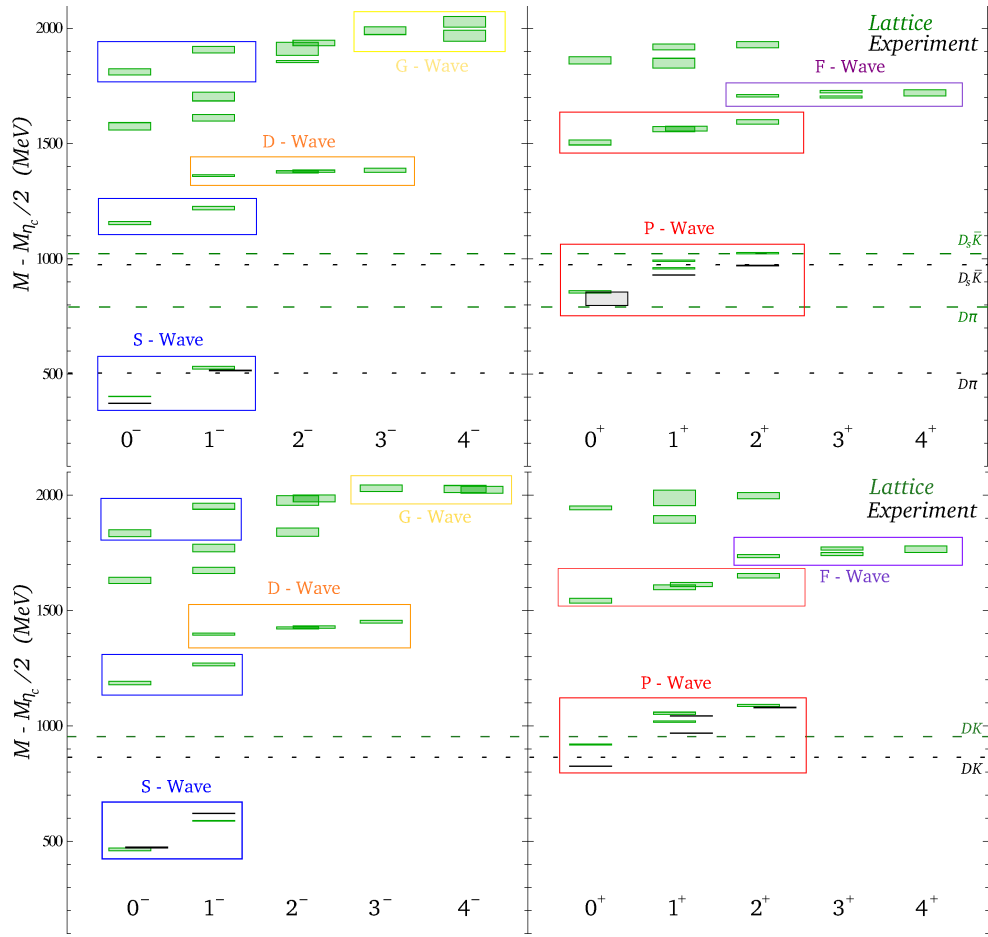 M - M_{η_c}/2 (MeV)
2000
1500
1000
500
G - Wave
D - Wave
S - Wave
0⁻ 1⁻ 2⁻ 3⁻ 4⁻
Lattice
Experiment
F - Wave
P - Wave
D_s K̄
D_s K̄
Dπ
Dπ
0⁺ 1⁺ 2⁺ 3⁺ 4⁺
M - M_{η_c}/2 (MeV)
2000
1500
1000
500
G - Wave
D - Wave
S - Wave
0⁻ 1⁻ 2⁻ 3⁻ 4⁻
Lattice
Experiment
F - Wave
P - Wave
DK
DK
0⁺ 1⁺ 2⁺ 3⁺ 4⁺